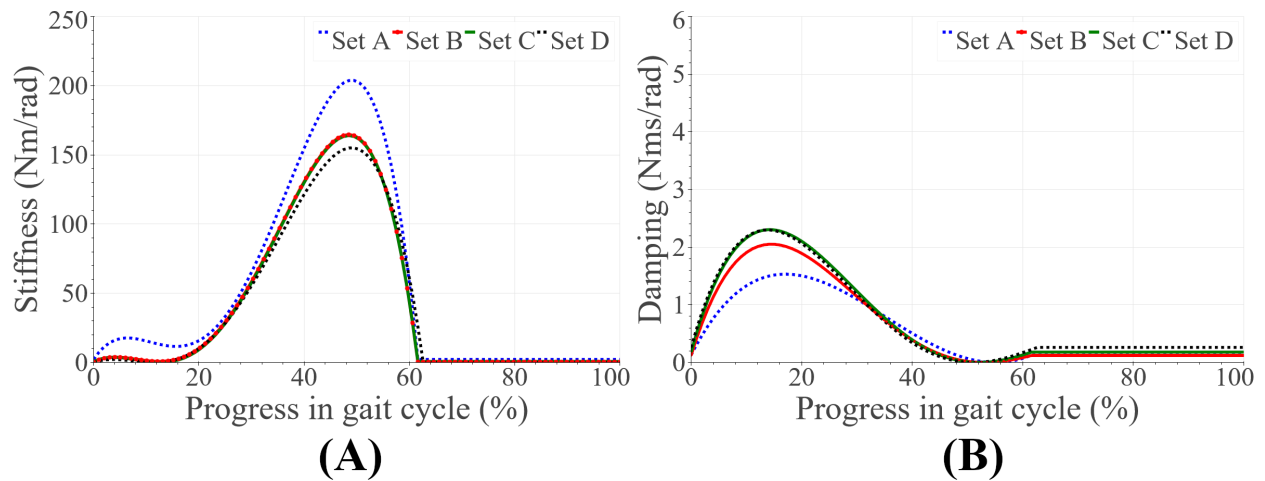 250
200
150
100
50
0
0 20 40 60 80 100
Stiffness (Nm/rad)
Set A Set B Set C Set D
Progress in gait cycle (%)
(A)
6
5
4
3
2
1
0
0 20 40 60 80 100
Damping (Nms/rad)
Set A Set B Set C Set D
Progress in gait cycle (%)
(B)